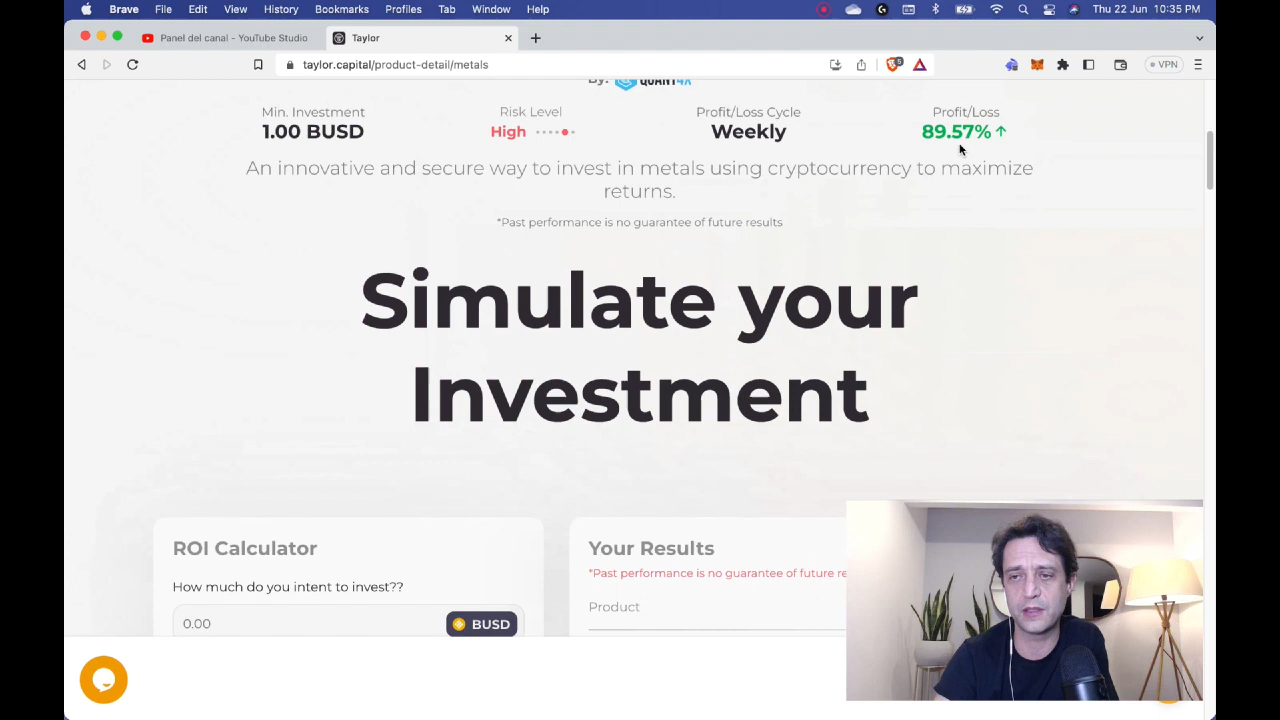 Brave File Edit View History Bookmarks Profiles Tab Window Help Thu 22 Jun 10:35 PM
Panel del canal - YouTube Studio Taylor
taylor.capital/product-detail/metals 5 VPN
By: QUANT4X
Min. Investment Risk Level Profit/Loss Cycle Profit/Loss
1.00 BUSD High Weekly 89.57%
An innovative and secure way to invest in metals using cryptocurrency to maximize
returns.
*Past performance is no guarantee of future results
Simulate your
Investment
ROI Calculator Your Results
*Past performance is no guarantee of future re
How much do you intent to invest??
Product
0.00 BUSD